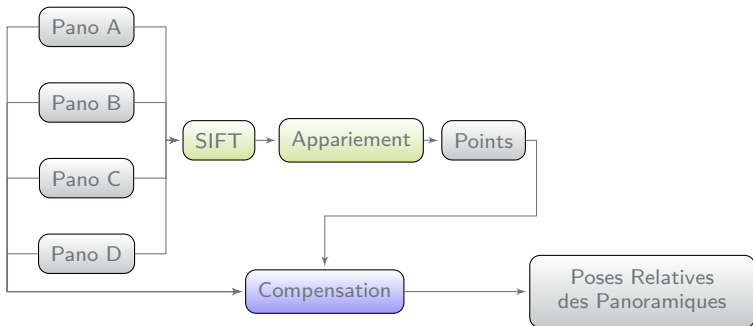 Pano A
Pano B
Pano C
Pano D
SIFT
Appariement
Points
Compensation
Poses Relatives
des Panoramiques